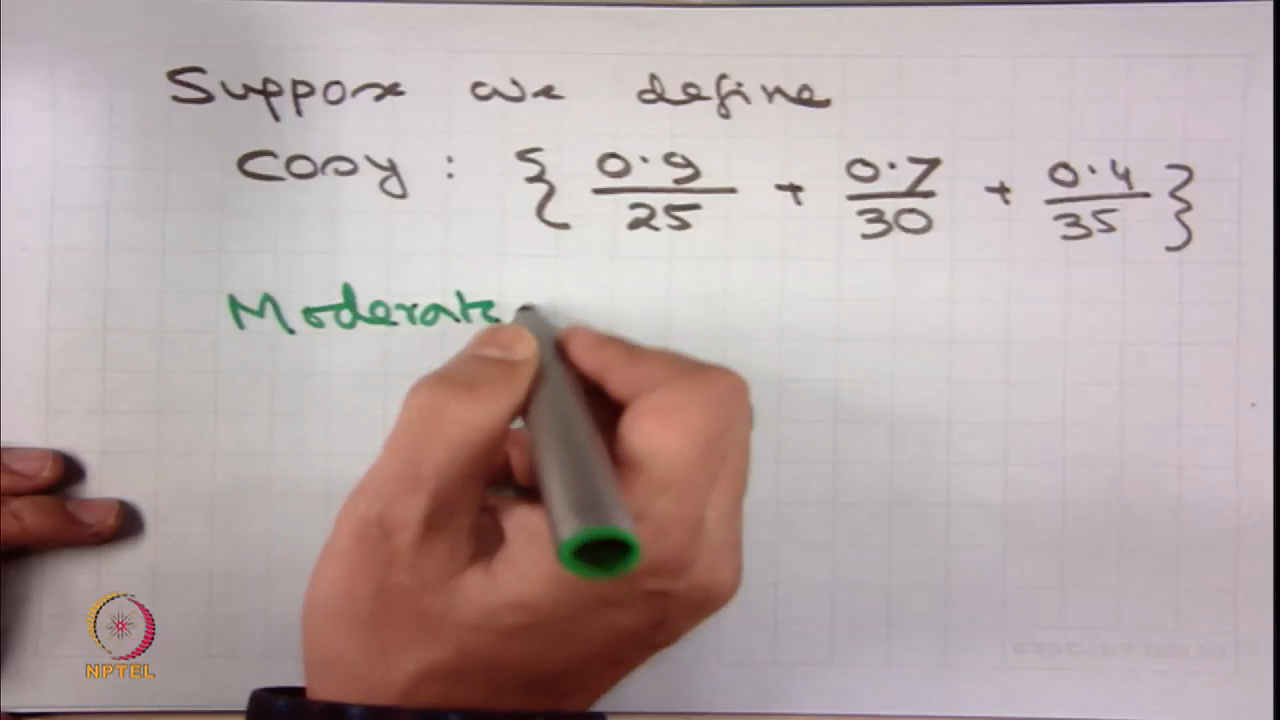 Suppose we define
Cosy : { 0.9/25 + 0.7/30 + 0.4/35 }
Moderate
NPTEL